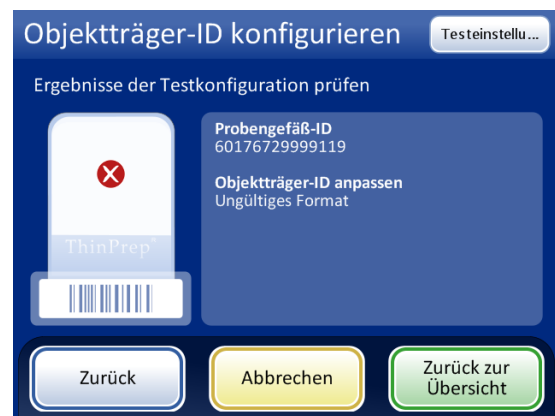 Objektträger-ID konfigurieren
Testeinstellu...
Ergebnisse der Testkonfiguration prüfen
Probengefäß-ID
60176729999119
Objektträger-ID anpassen
Ungültiges Format
ThinPrep®
Zurück
Abbrechen
Zurück zur
Übersicht